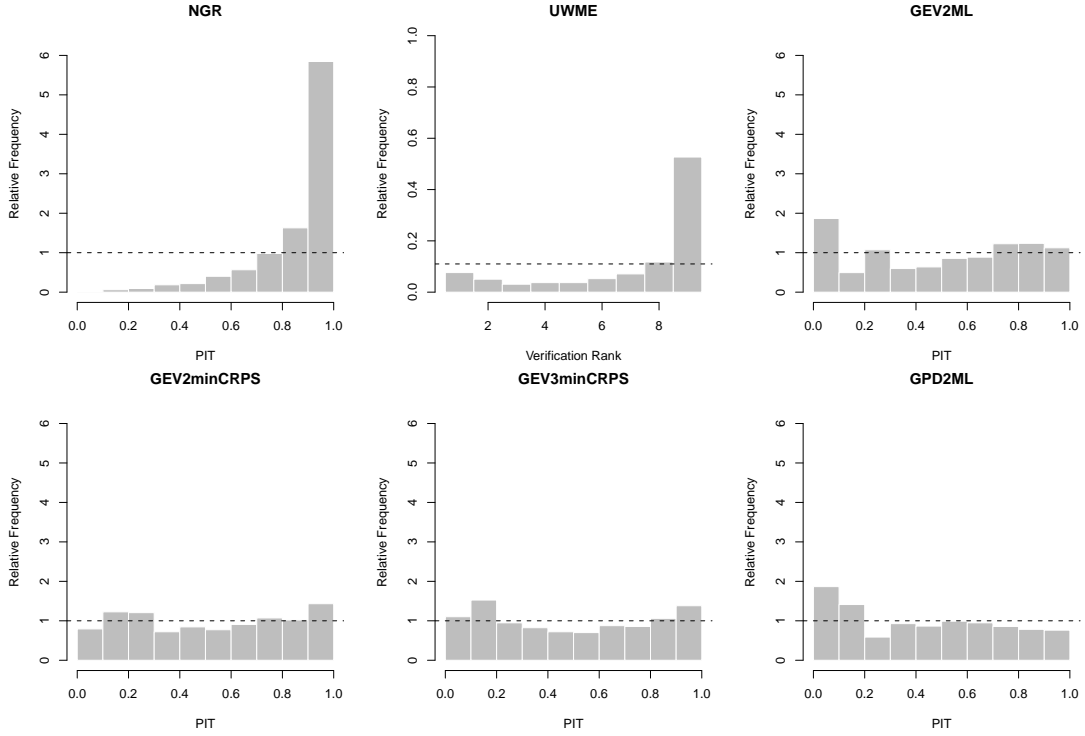 NGR
UWME
GEV2ML
Relative Frequency
0 1 2 3 4 5 6
0.0 0.2 0.4 0.6 0.8 1.0
PIT
Relative Frequency
0.0 0.2 0.4 0.6 0.8 1.0
2 4 6 8
Verification Rank
Relative Frequency
0 1 2 3 4 5 6
0.0 0.2 0.4 0.6 0.8 1.0
PIT
GEV2minCRPS
GEV3minCRPS
GPD2ML
Relative Frequency
0 1 2 3 4 5 6
0.0 0.2 0.4 0.6 0.8 1.0
PIT
Relative Frequency
0 1 2 3 4 5 6
0.0 0.2 0.4 0.6 0.8 1.0
PIT
Relative Frequency
0 1 2 3 4 5 6
0.0 0.2 0.4 0.6 0.8 1.0
PIT